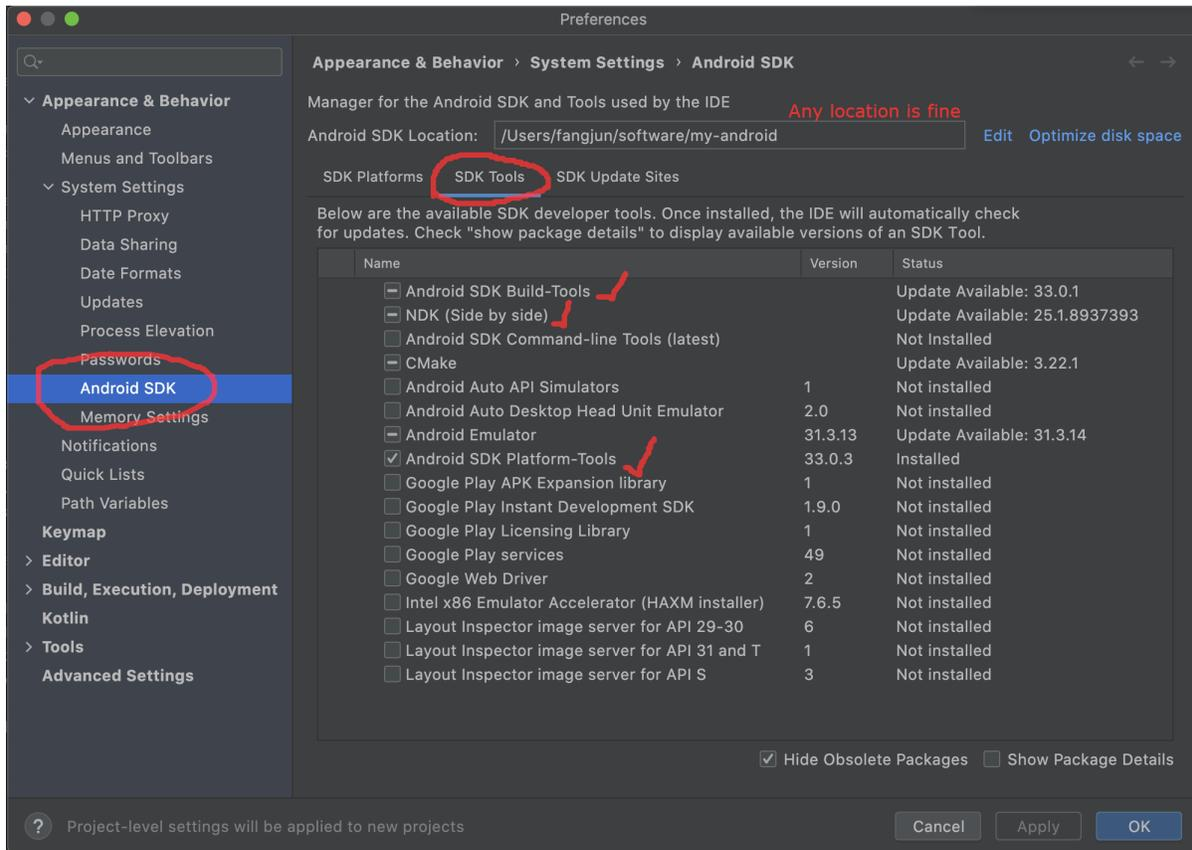 Preferences
Appearance & Behavior › System Settings › Android SDK
Manager for the Android SDK and Tools used by the IDE
Any location is fine
Android SDK Location: /Users/fangjun/software/my-android Edit Optimize disk space
SDK Platforms SDK Tools SDK Update Sites
Below are the available SDK developer tools. Once installed, the IDE will automatically check
for updates. Check "show package details" to display available versions of an SDK Tool.
Name Version Status
Android SDK Build-Tools Update Available: 33.0.1
NDK (Side by side) Update Available: 25.1.8937393
Android SDK Command-line Tools (latest) Not Installed
CMake Update Available: 3.22.1
Android Auto API Simulators 1 Not installed
Android Auto Desktop Head Unit Emulator 2.0 Not installed
Android Emulator 31.3.13 Update Available: 31.3.14
Android SDK Platform-Tools 33.0.3 Installed
Google Play APK Expansion library 1 Not installed
Google Play Instant Development SDK 1.9.0 Not installed
Google Play Licensing Library 1 Not installed
Google Play services 49 Not installed
Google Web Driver 2 Not installed
Intel x86 Emulator Accelerator (HAXM installer) 7.6.5 Not installed
Layout Inspector image server for API 29-30 6 Not installed
Layout Inspector image server for API 31 and T 1 Not installed
Layout Inspector image server for API S 3 Not installed
Hide Obsolete Packages Show Package Details
Appearance & Behavior
Appearance
Menus and Toolbars
System Settings
HTTP Proxy
Data Sharing
Date Formats
Updates
Process Elevation
Passwords
Android SDK
Memory Settings
Notifications
Quick Lists
Path Variables
Keymap
Editor
Build, Execution, Deployment
Kotlin
Tools
Advanced Settings
? Project-level settings will be applied to new projects
Cancel Apply OK